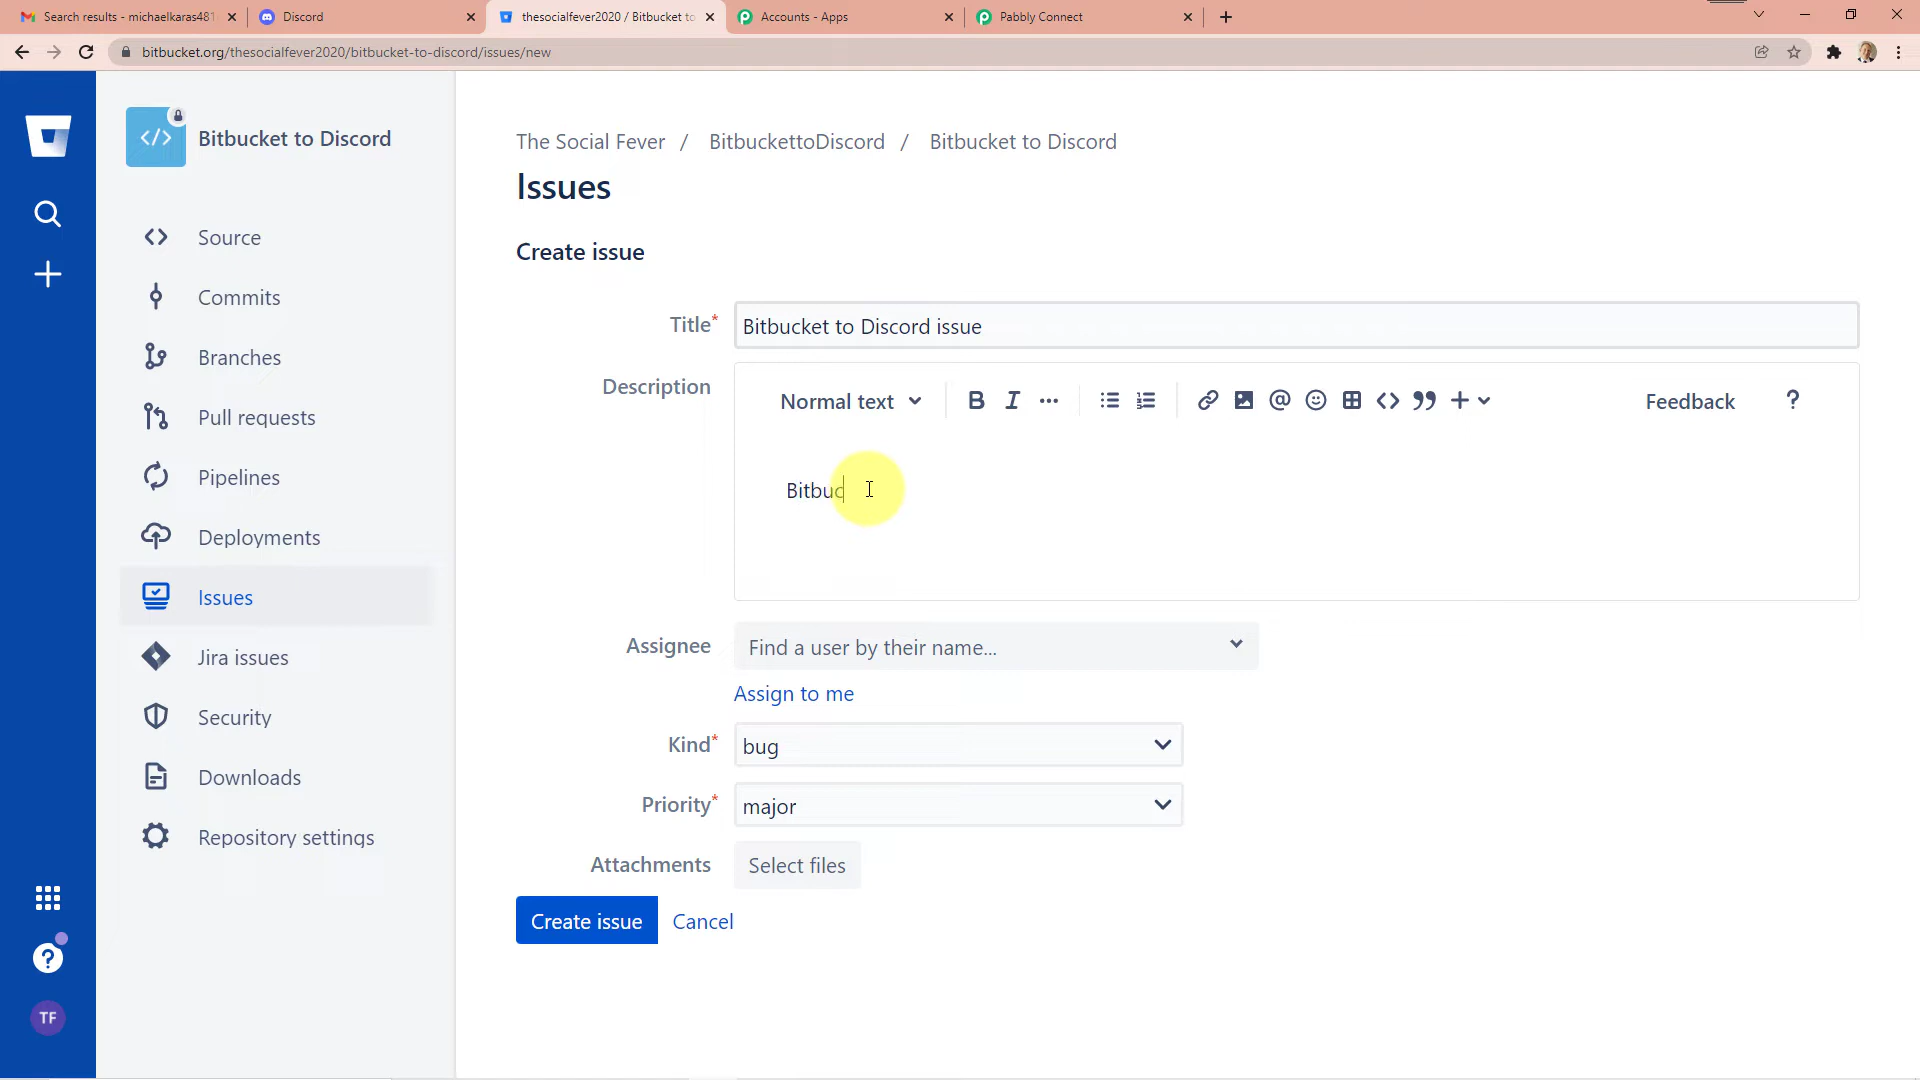 Search results - michaelkaras481
Discord
thesocialfever2020 / Bitbucket to
Accounts - Apps
Pabbly Connect
bitbucket.org/thesocialfever2020/bitbucket-to-discord/issues/new
Bitbucket to Discord
Source
Commits
Branches
Pull requests
Pipelines
Deployments
Issues
Jira issues
Security
Downloads
Repository settings
TF
The Social Fever / BitbuckettoDiscord / Bitbucket to Discord
Issues
Create issue
Title*
Bitbucket to Discord issue
Description
Normal text
Feedback
Bitbuc
Assignee
Find a user by their name...
Assign to me
Kind*
bug
Priority*
major
Attachments
Select files
Create issue
Cancel